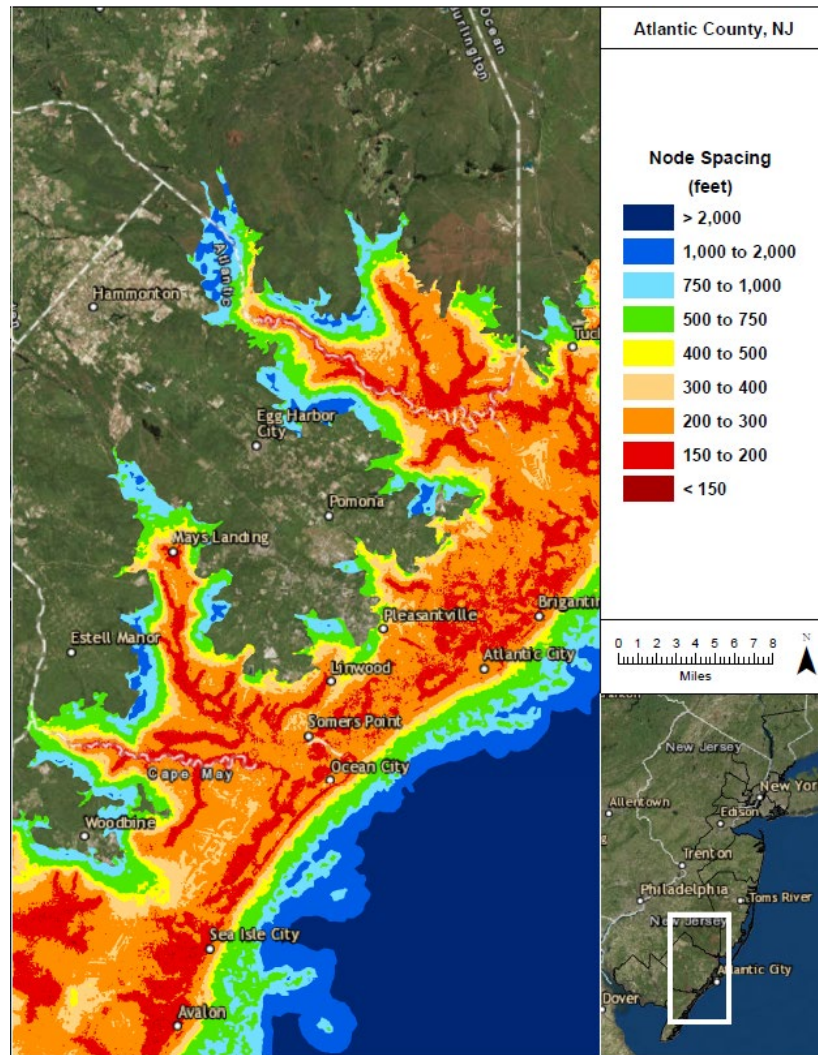 Ocean
Burlington
Atlantic
Hammonton
Tuck
Egg Harbor
City
Pomona
Mays Landing
Brigantin
Pleasantville
Estell Manor
Linwood
Atlantic City
Somers Point
Cape May
Ocean City
Woodbine
Sea Isle City
Avalon
Atlantic County, NJ
Node Spacing
(feet)
> 2,000
1,000 to 2,000
750 to 1,000
500 to 750
400 to 500
300 to 400
200 to 300
150 to 200
< 150
0 1 2 3 4 5 6 7 8
Miles
N
New Jersey
New York
Allentown
Edison
Trenton
Philadelphia
Toms River
New Jersey
Atlantic City
Dover